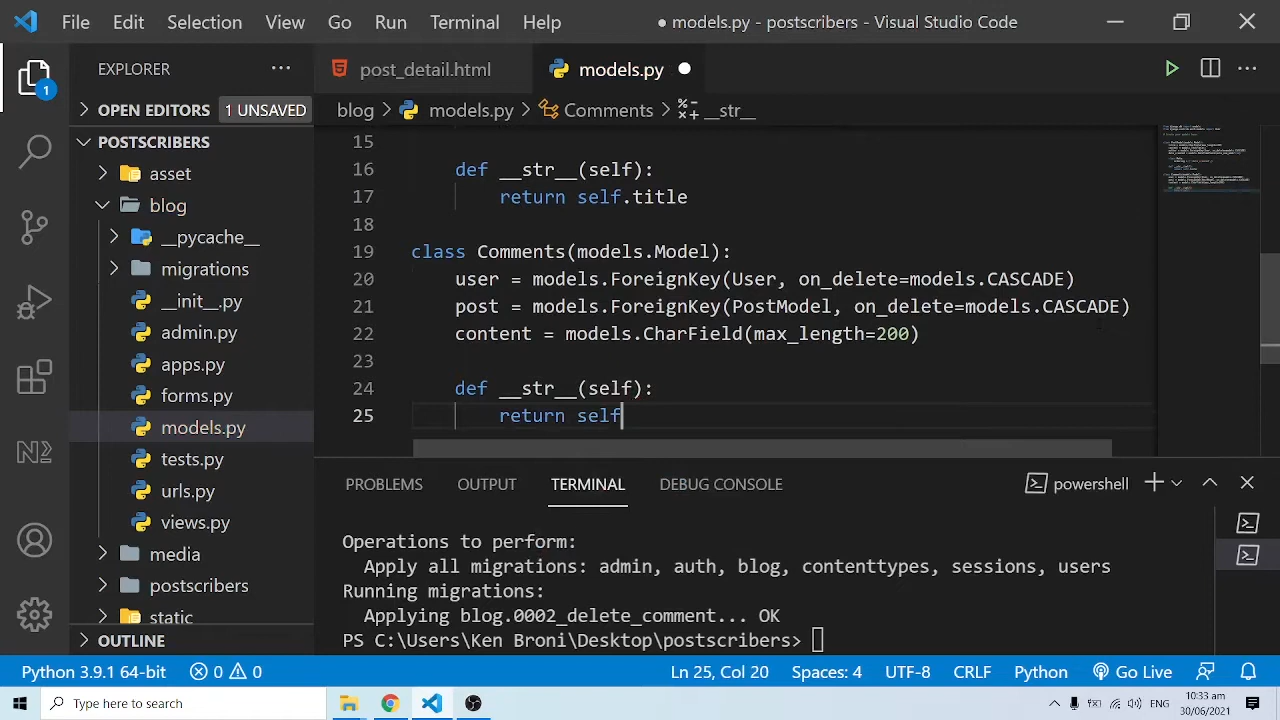 File Edit Selection View Go Run Terminal Help ● models.py - postscribers - Visual Studio Code
EXPLORER ...
post_detail.html models.py
1
OPEN EDITORS 1 UNSAVED
blog > models.py > Comments > __str__
POSTSCRIBERS
asset
blog
__pycache__
migrations
__init__.py
admin.py
apps.py
forms.py
models.py
tests.py
urls.py
views.py
media
postscribers
static
OUTLINE
15
16 def __str__(self):
17 return self.title
18
19 class Comments(models.Model):
20 user = models.ForeignKey(User, on_delete=models.CASCADE)
21 post = models.ForeignKey(PostModel, on_delete=models.CASCADE)
22 content = models.CharField(max_length=200)
23
24 def __str__(self):
25 return self
PROBLEMS OUTPUT TERMINAL DEBUG CONSOLE powershell
Operations to perform:
Apply all migrations: admin, auth, blog, contenttypes, sessions, users
Running migrations:
Applying blog.0002_delete_comment... OK
PS C:\Users\Ken Broni\Desktop\postscribers>
Python 3.9.1 64-bit 0 0 Ln 25, Col 20 Spaces: 4 UTF-8 CRLF Python Go Live
Type here to search
ENG
10:33 am
30/06/2021